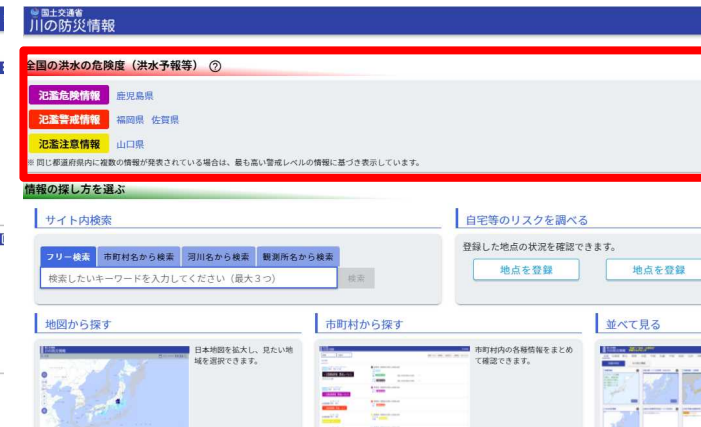 国土交通省
川の防災情報
全国の洪水の危険度（洪水予報等） ?
氾濫危険情報 鹿児島県
氾濫警戒情報 福岡県 佐賀県
氾濫注意情報 山口県
※ 同じ都道府県内に複数の情報が発表されている場合は、最も高い警戒レベルの情報に基づき表示しています。
情報の探し方を選ぶ
サイト内検索
フリー検索 市町村名から検索 河川名から検索 観測所名から検索
検索したいキーワードを入力してください（最大３つ） 検索
自宅等のリスクを調べる
登録した地点の状況を確認できます。
地点を登録 地点を登録
地図から探す
日本地図を拡大し、見たい地
域を選択できます。
市町村から探す
市町村内の各種情報をまとめ
て確認できます。
並べて見る